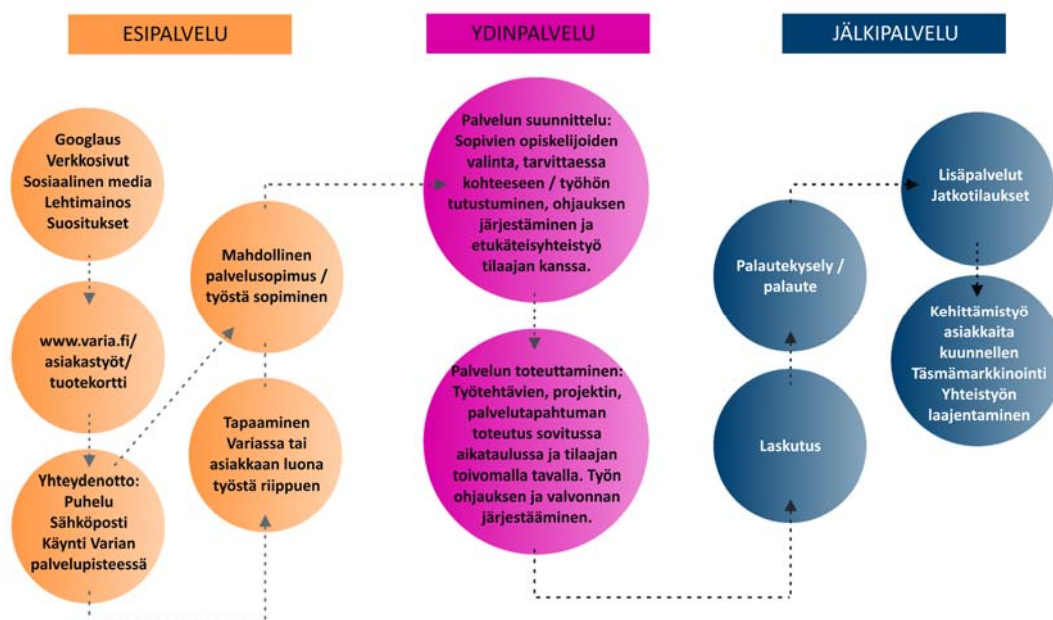 ESIPALVELU
Googlaus
Verkkosivut
Sosiaalinen media
Lehtimainos
Suositukset
www.varia.fi/
asiakastyöt/
tuotekortti
Yhteydenotto:
Puhelu
Sähköposti
Käynti Varian
palvelupisteessä
Mahdollinen
palvelusopimus /
työstä sopiminen
Tapaaminen
Variassa tai
asiakkaan luona
työstä riippuen
YDINPALVELU
Palvelun suunnittelu:
Sopivien opiskelijoiden
valinta, tarvittaessa
kohteeseen / työhön
tutustuminen, ohjauksen
järjestäminen ja
etukäteisyhteistyö
tilaajan kanssa.
Palvelun toteuttaminen:
Työtehtävien, projektin,
palvelutapahtuman
toteutus sovitussa
aikataulussa ja tilaajan
toivomalla tavalla. Työn
ohjauksen ja valvonnan
järjestääminen.
JÄLKIPALVELU
Laskutus
Palautekysely /
palaute
Lisäpalvelut
Jatkotilaukset
Kehittämistyö
asiakkaita
kuunnellen
Täsmämarkkinointi
Yhteistyön
laajentaminen